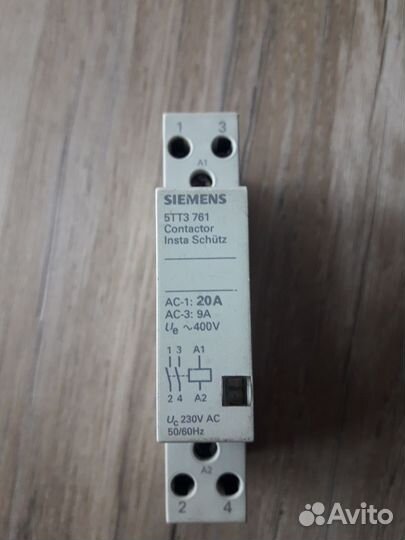 1 3
A1
SIEMENS
5TT3 761
Contactor
Insta Schütz
AC-1: 20A
AC-3: 9A
Ue ~400V
1 3 A1
2 4 A2
Uc 230V AC
50/60Hz
A2
2 4
Avito